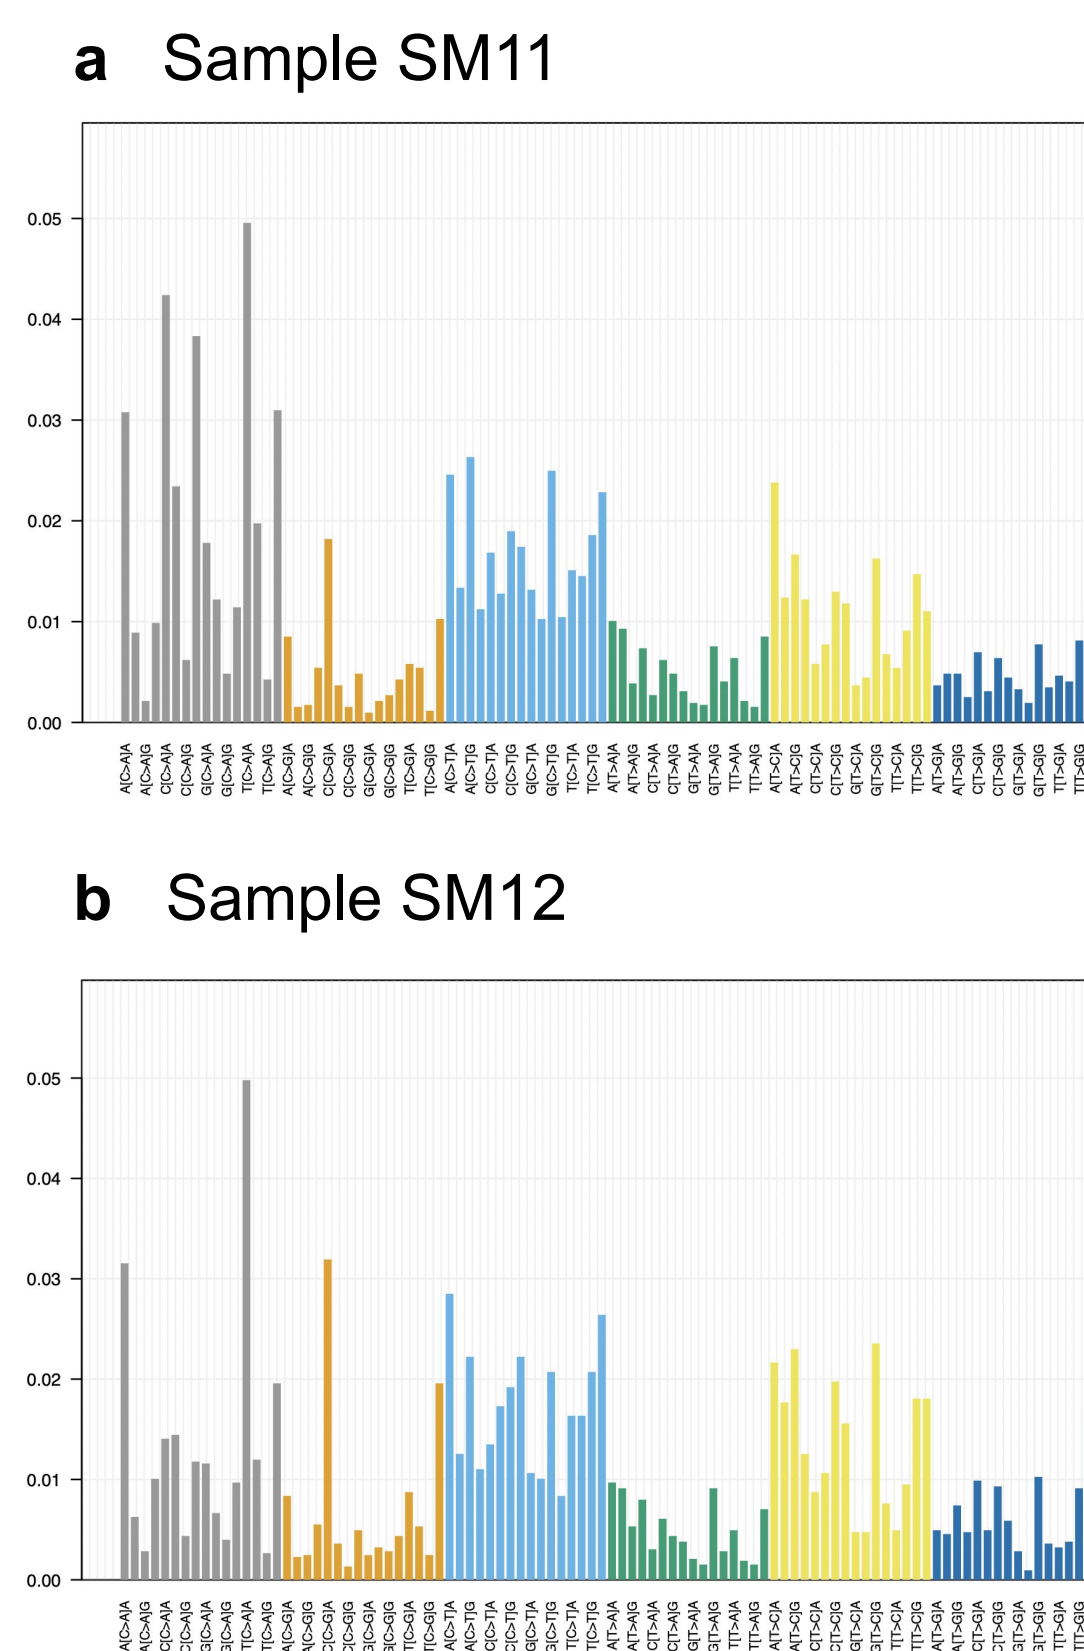 a Sample SM11
0.05
0.04
0.03
0.02
0.01
0.00
A[C>A]A
A[C>A]G
C[C>A]A
C[C>A]G
G[C>A]A
G[C>A]G
T[C>A]A
T[C>A]G
A[C>G]A
A[C>G]G
C[C>G]A
C[C>G]G
G[C>G]A
G[C>G]G
T[C>G]A
T[C>G]G
A[C>T]A
A[C>T]G
C[C>T]A
C[C>T]G
G[C>T]A
G[C>T]G
T[C>T]A
T[C>T]G
A[T>A]A
A[T>A]G
C[T>A]A
C[T>A]G
G[T>A]A
G[T>A]G
T[T>A]A
T[T>A]G
A[T>C]A
A[T>C]G
C[T>C]A
C[T>C]G
G[T>C]A
G[T>C]G
T[T>C]A
T[T>C]G
A[T>G]A
A[T>G]G
C[T>G]A
C[T>G]G
G[T>G]A
G[T>G]G
T[T>G]A
T[T>G]G
b Sample SM12
0.05
0.04
0.03
0.02
0.01
0.00
A[C>A]A
A[C>A]G
C[C>A]A
C[C>A]G
G[C>A]A
G[C>A]G
T[C>A]A
T[C>A]G
A[C>G]A
A[C>G]G
C[C>G]A
C[C>G]G
G[C>G]A
G[C>G]G
T[C>G]A
T[C>G]G
A[C>T]A
A[C>T]G
C[C>T]A
C[C>T]G
G[C>T]A
G[C>T]G
T[C>T]A
T[C>T]G
A[T>A]A
A[T>A]G
C[T>A]A
C[T>A]G
G[T>A]A
G[T>A]G
T[T>A]A
T[T>A]G
A[T>C]A
A[T>C]G
C[T>C]A
C[T>C]G
G[T>C]A
G[T>C]G
T[T>C]A
T[T>C]G
A[T>G]A
A[T>G]G
C[T>G]A
C[T>G]G
G[T>G]A
G[T>G]G
T[T>G]A
T[T>G]G